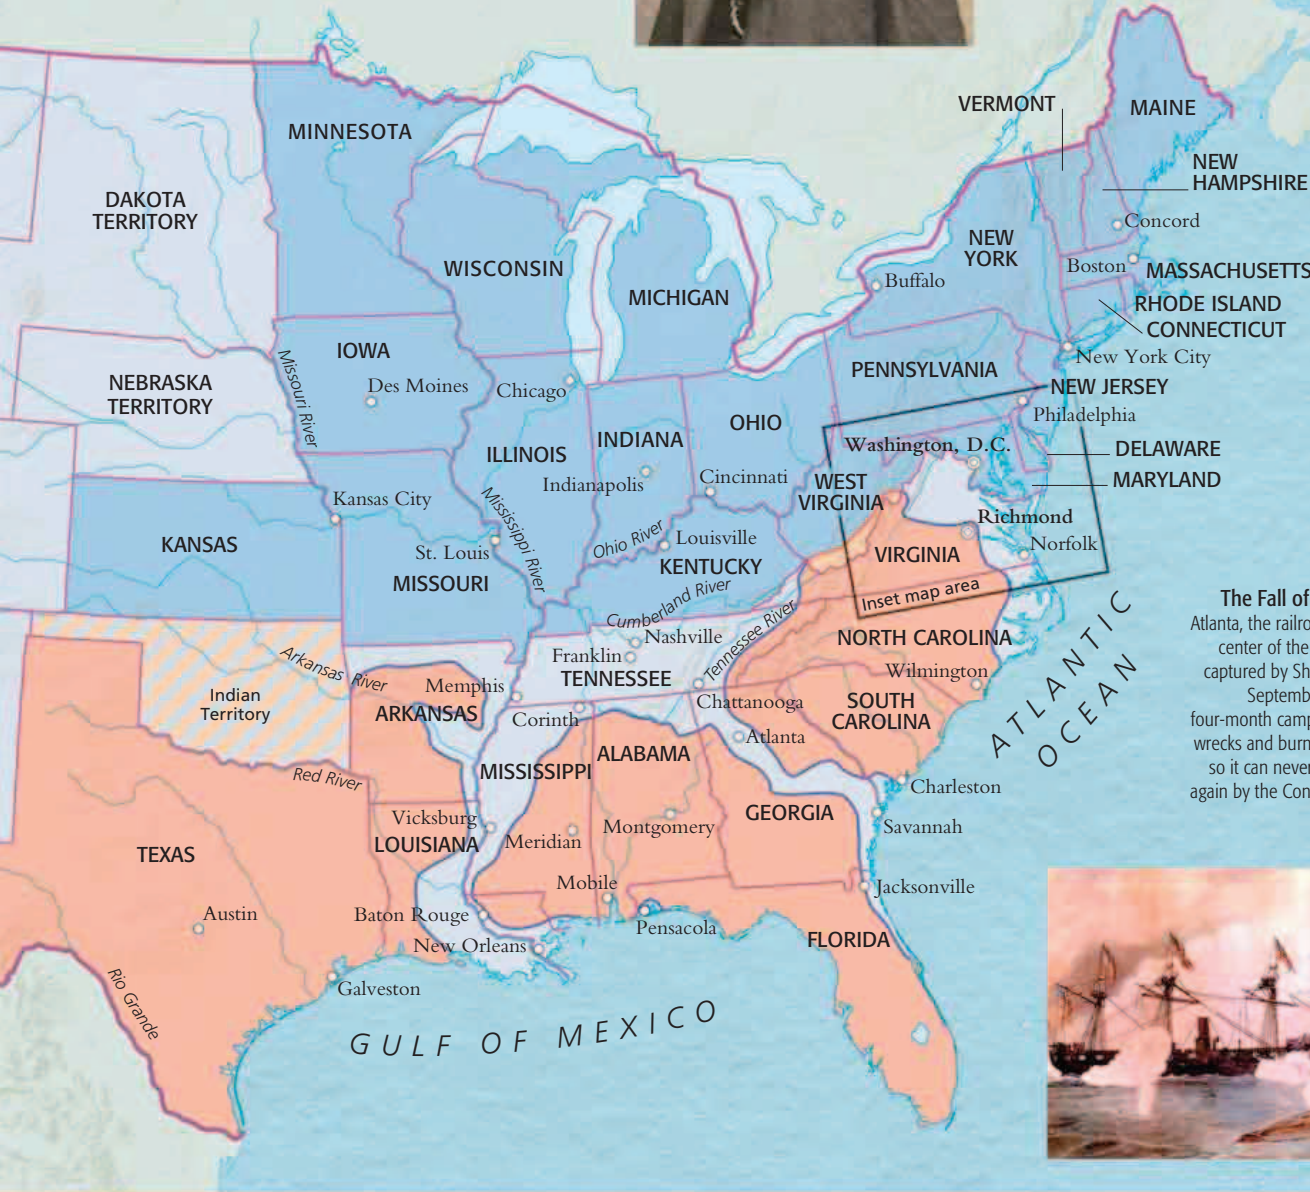 VERMONT
MAINE
MINNESOTA
NEW
HAMPSHIRE
DAKOTA
TERRITORY
Concord
NEW
YORK
WISCONSIN
Boston
MASSACHUSETTS
Buffalo
MICHIGAN
RHODE ISLAND
CONNECTICUT
IOWA
New York City
Missouri River
PENNSYLVANIA
NEBRASKA
TERRITORY
Des Moines
Chicago
NEW JERSEY
Philadelphia
OHIO
INDIANA
Washington, D.C.
DELAWARE
ILLINOIS
Indianapolis
Cincinnati
WEST
VIRGINIA
MARYLAND
Kansas City
Mississippi River
Richmond
KANSAS
St. Louis
Ohio River
Louisville
Norfolk
VIRGINIA
MISSOURI
KENTUCKY
Cumberland River
Inset map area
The Fall of
Atlanta, the railro
center of the
captured by Sh
Septemb
four-month camp
wrecks and burn
so it can never
again by the Con
Nashville
Tennessee River
NORTH CAROLINA
Franklin
TENNESSEE
Wilmington
ATLANTIC
OCEAN
Arkansas River
Indian
Territory
Memphis
Chattanooga
SOUTH
CAROLINA
ARKANSAS
Corinth
Atlanta
ALABAMA
MISSISSIPPI
Red River
Charleston
Vicksburg
GEORGIA
Montgomery
Savannah
LOUISIANA
Meridian
TEXAS
Mobile
Jacksonville
Austin
Baton Rouge
Pensacola
New Orleans
FLORIDA
Rio Grande
Galveston
GULF OF MEXICO